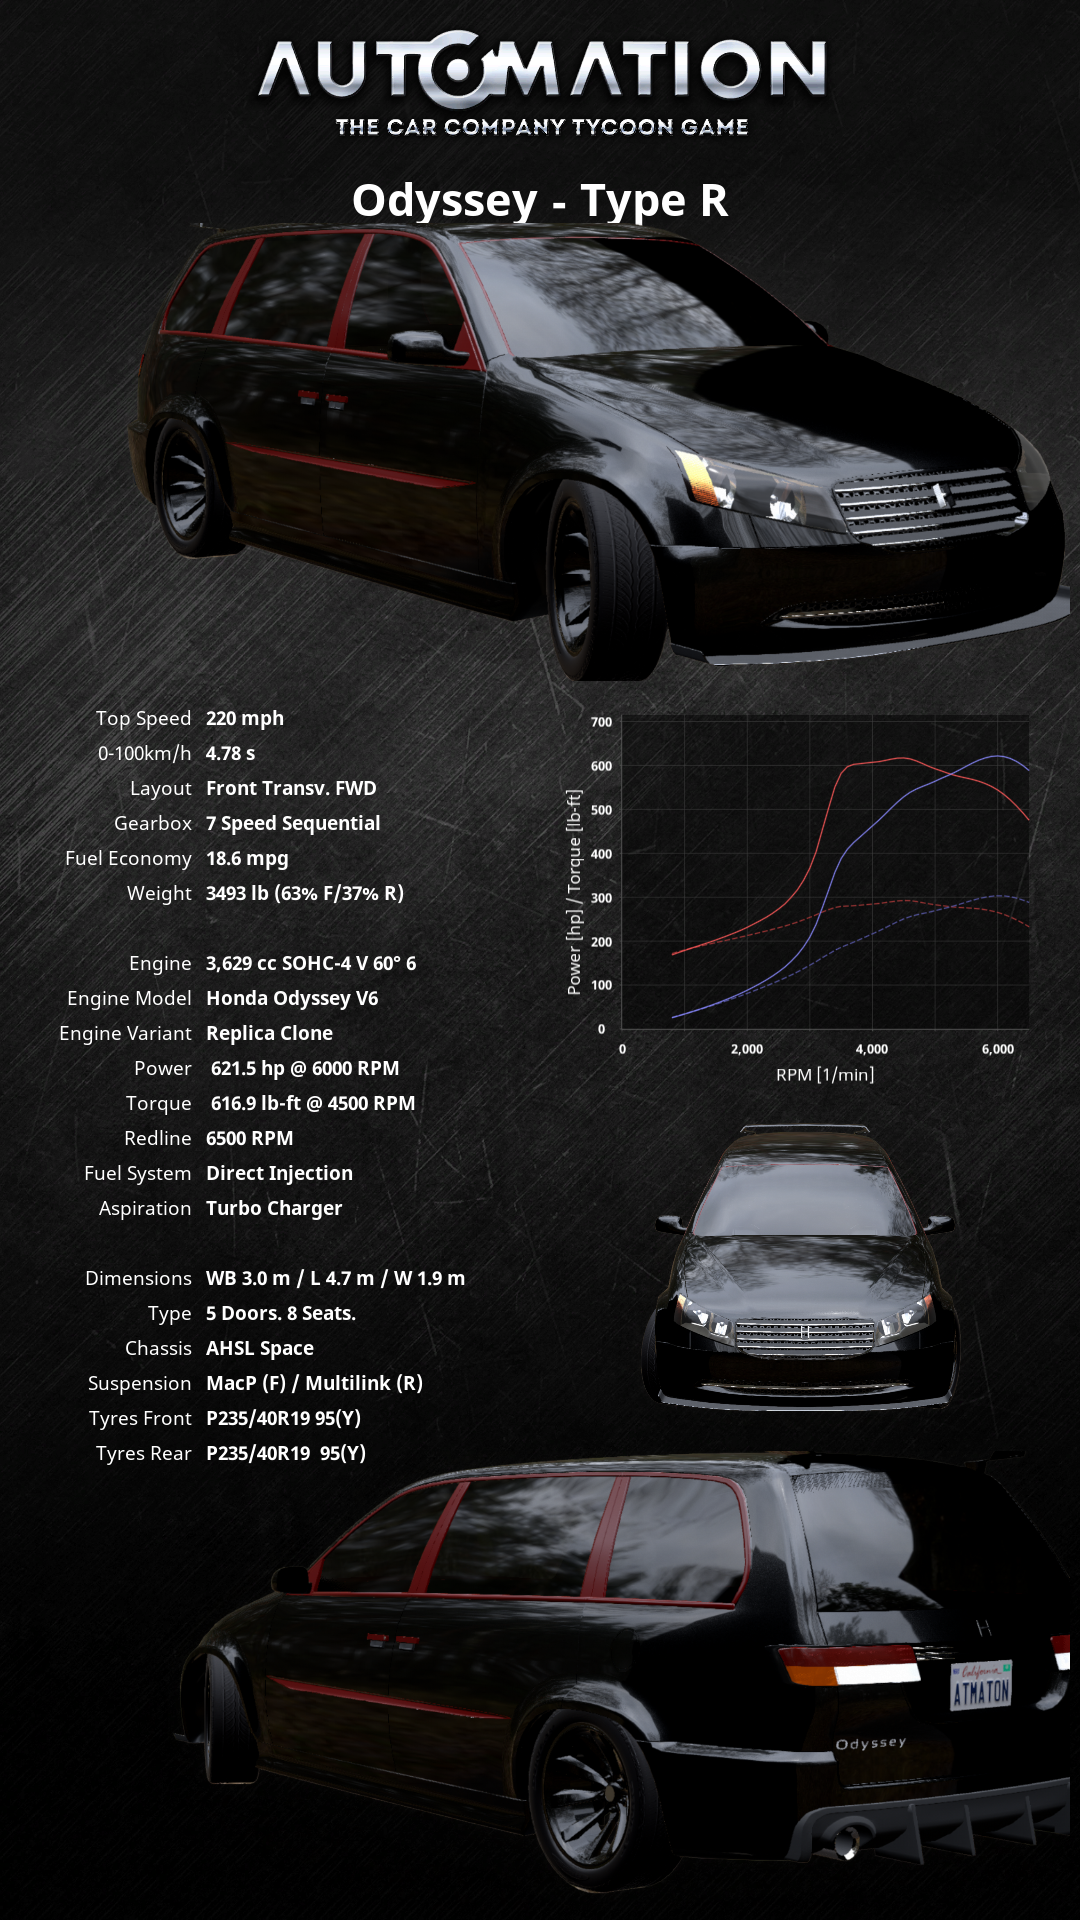 AUTOMATION
THE CAR COMPANY TYCOON GAME
Odyssey - Type R
Top Speed 220 mph
0-100km/h 4.78 s
Layout Front Transv. FWD
Gearbox 7 Speed Sequential
Fuel Economy 18.6 mpg
Weight 3493 lb (63% F/37% R)
Engine 3,629 cc SOHC-4 V 60° 6
Engine Model Honda Odyssey V6
Engine Variant Replica Clone
Power 621.5 hp @ 6000 RPM
Torque 616.9 lb-ft @ 4500 RPM
Redline 6500 RPM
Fuel System Direct Injection
Aspiration Turbo Charger
Dimensions WB 3.0 m / L 4.7 m / W 1.9 m
Type 5 Doors. 8 Seats.
Chassis AHSL Space
Suspension MacP (F) / Multilink (R)
Tyres Front P235/40R19 95(Y)
Tyres Rear P235/40R19 95(Y)
Power [hp] / Torque [lb-ft]
700
600
500
400
300
200
100
0
0 2,000 4,000 6,000
RPM [1/min]
H
California
ATMATON
Odyssey